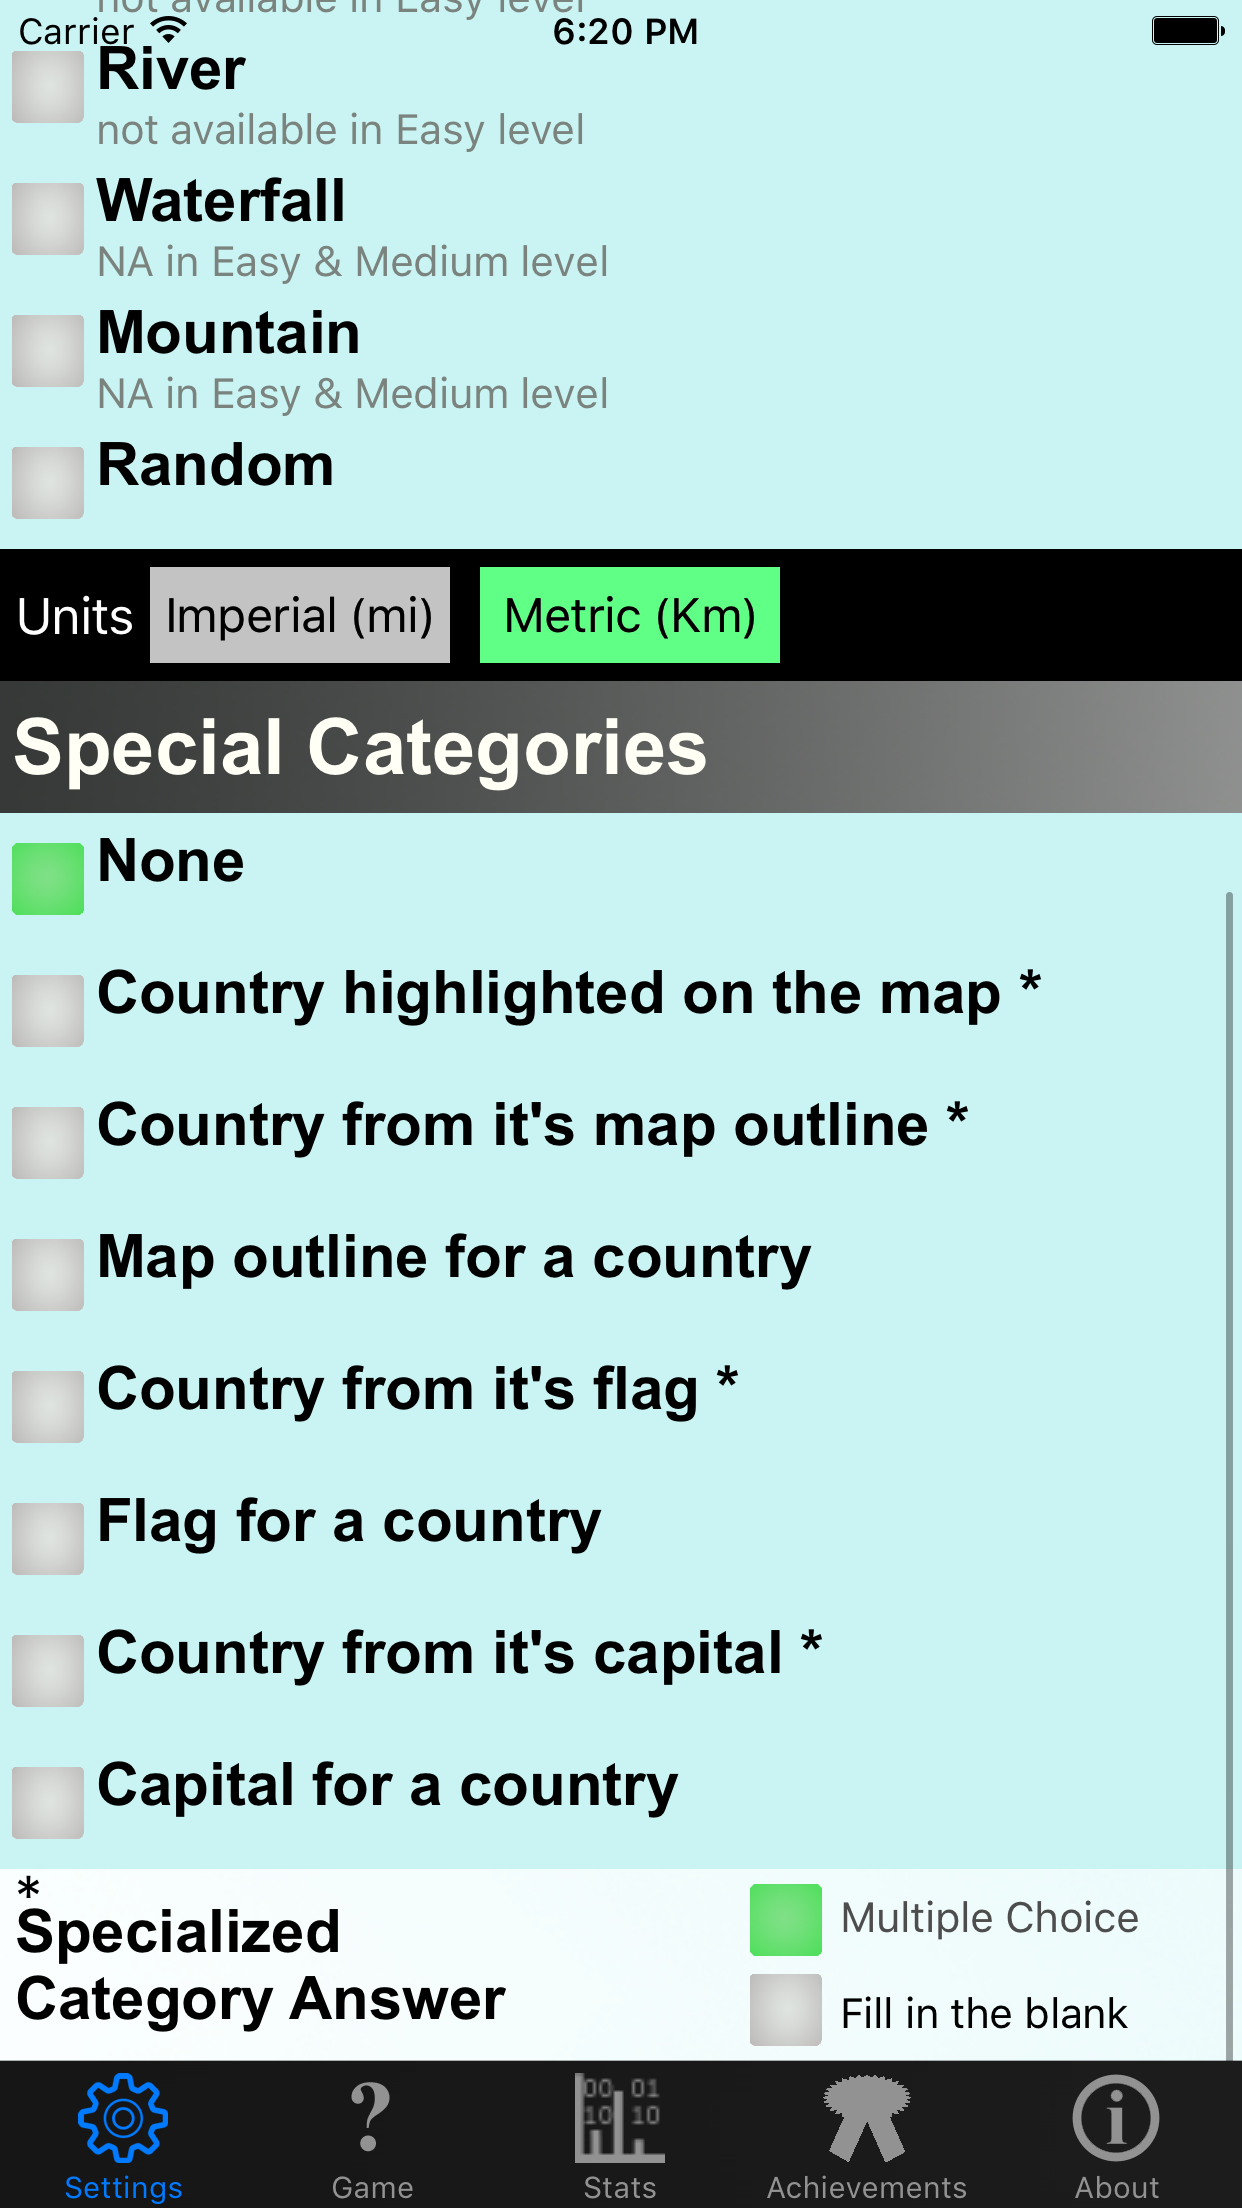 not available in Easy level
Carrier 6:20 PM
River
not available in Easy level
Waterfall
NA in Easy & Medium level
Mountain
NA in Easy & Medium level
Random
Units Imperial (mi) Metric (Km)
Special Categories
None
Country highlighted on the map *
Country from it's map outline *
Map outline for a country
Country from it's flag *
Flag for a country
Country from it's capital *
Capital for a country
*
Specialized
Category Answer
Multiple Choice
Fill in the blank
00 01
10 10
Settings ? Game Stats Achievements i About